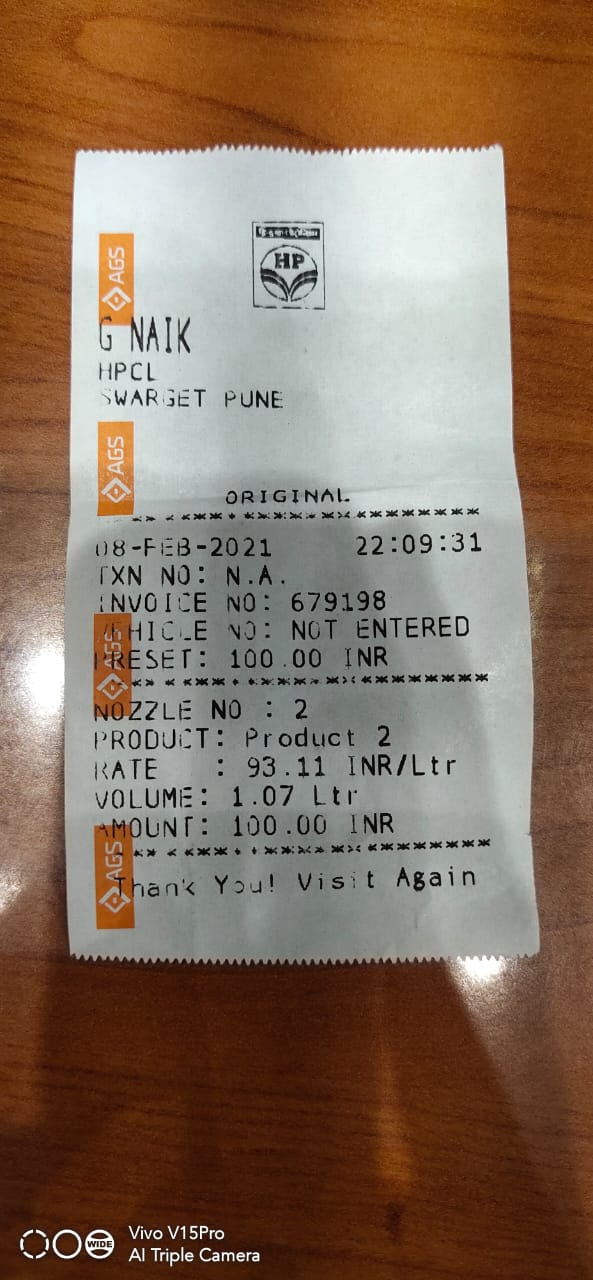 हिन्दुस्तान पेट्रोलियम
HP
AGS
G NAIK
HPCL
SWARGET PUNE
AGS
ORIGINAL
08-FEB-2021 22:09:31
TXN NO: N.A.
INVOICE NO: 679198
VEHICLE NO: NOT ENTERED
AGS
PRESET: 100.00 INR
NOZZLE NO : 2
PRODUCT: Product 2
RATE : 93.11 INR/Ltr
VOLUME: 1.07 Ltr
AMOUNT: 100.00 INR
AGS
Thank You! Visit Again
WIDE
Vivo V15Pro
AI Triple Camera